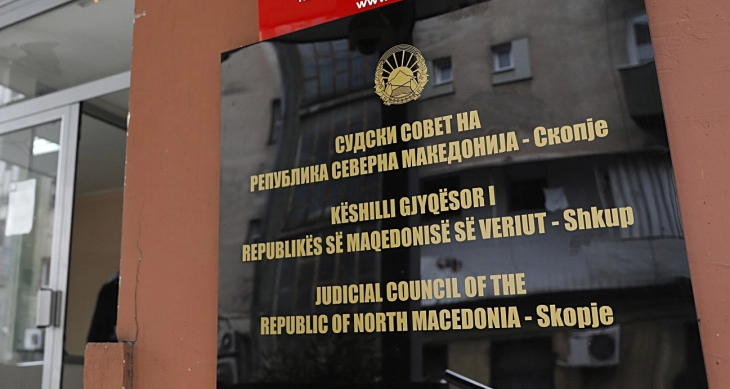 www.
СУДСКИ СОВЕТ НА
РЕПУБЛИКА СЕВЕРНА МАКЕДОНИЈА - Скопје
KËSHILLI GJYQËSOR I
REPUBLIKËS SË MAQEDONISË SË VERIUT - Shkup
JUDICIAL COUNCIL OF THE
REPUBLIC OF NORTH MACEDONIA - Skopje